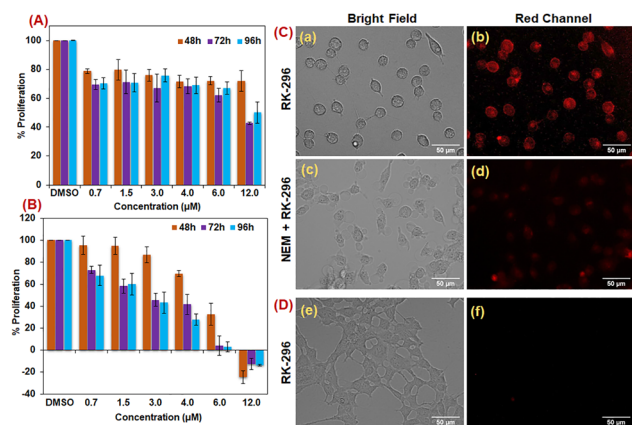 (A)
48h 72h 96h
% Proliferation
100
80
60
40
20
0
DMSO 0.7 1.5 3.0 4.0 6.0 12.0
Concentration (µM)
(B)
48h 72h 96h
% Proliferation
120
100
80
60
40
20
0
-20
-40
DMSO 0.7 1.5 3.0 4.0 6.0 12.0
Concentration (µM)
Bright Field Red Channel
(C)
RK-296
(a)
50 µm
(b)
50 µm
NEM + RK-296
(c)
50 µm
(d)
50 µm
(D)
RK-296
(e)
50 µm
(f)
50 µm